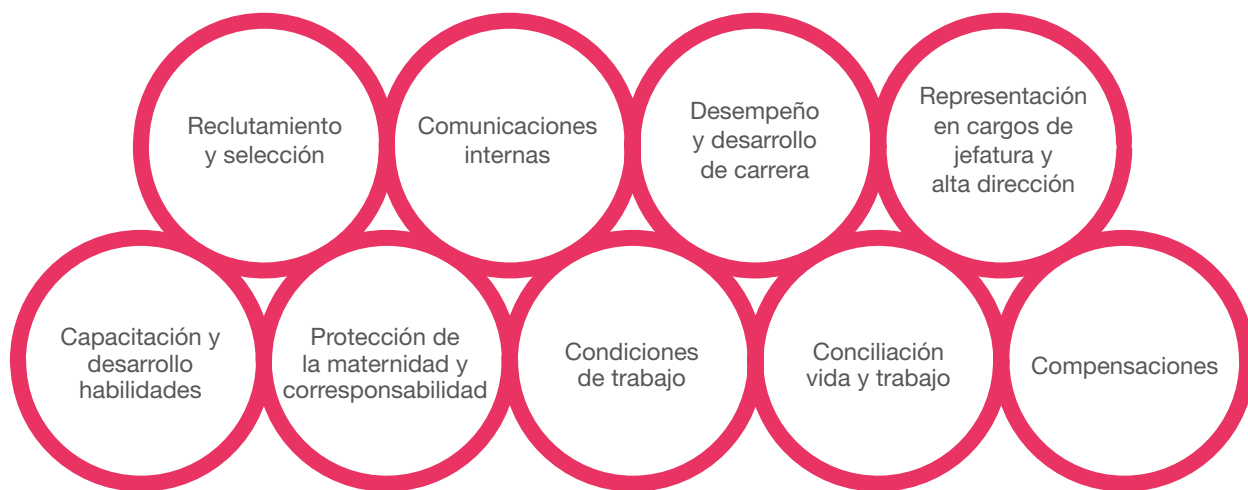 Reclutamiento
y selección
Comunicaciones
internas
Desempeño
y desarrollo
de carrera
Representación
en cargos de
jefatura y
alta dirección
Capacitación y
desarrollo
habilidades
Protección de
la maternidad y
corresponsabilidad
Condiciones
de trabajo
Conciliación
vida y trabajo
Compensaciones